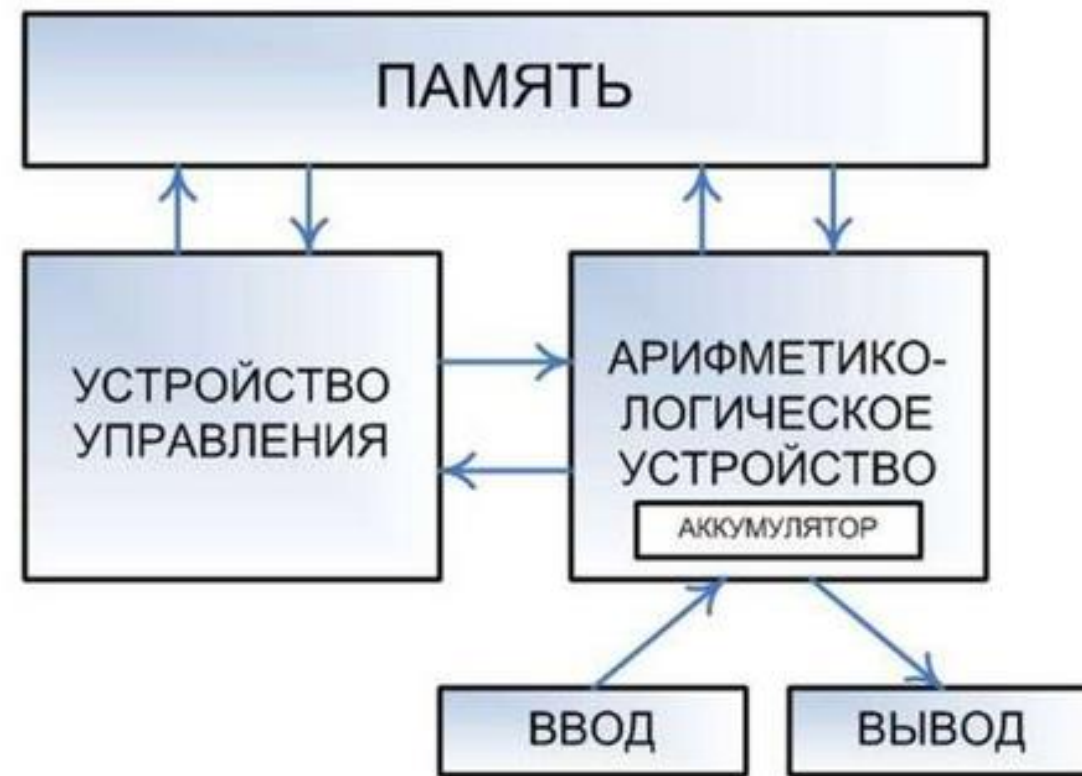 ПАМЯТЬ
УСТРОЙСТВО
УПРАВЛЕНИЯ
АРИФМЕТИКО-
ЛОГИЧЕСКОЕ
УСТРОЙСТВО
АККУМУЛЯТОР
ВВОД
ВЫВОД